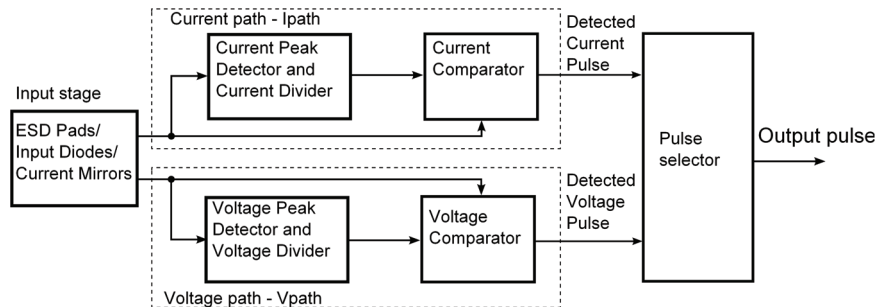 Current path - Ipath
Current Peak
Detector and
Current Divider
Current
Comparator
Detected
Current
Pulse
Input stage
ESD Pads/
Input Diodes/
Current Mirrors
Pulse
selector
Output pulse
Voltage Peak
Detector and
Voltage Divider
Voltage
Comparator
Detected
Voltage
Pulse
Voltage path - Vpath